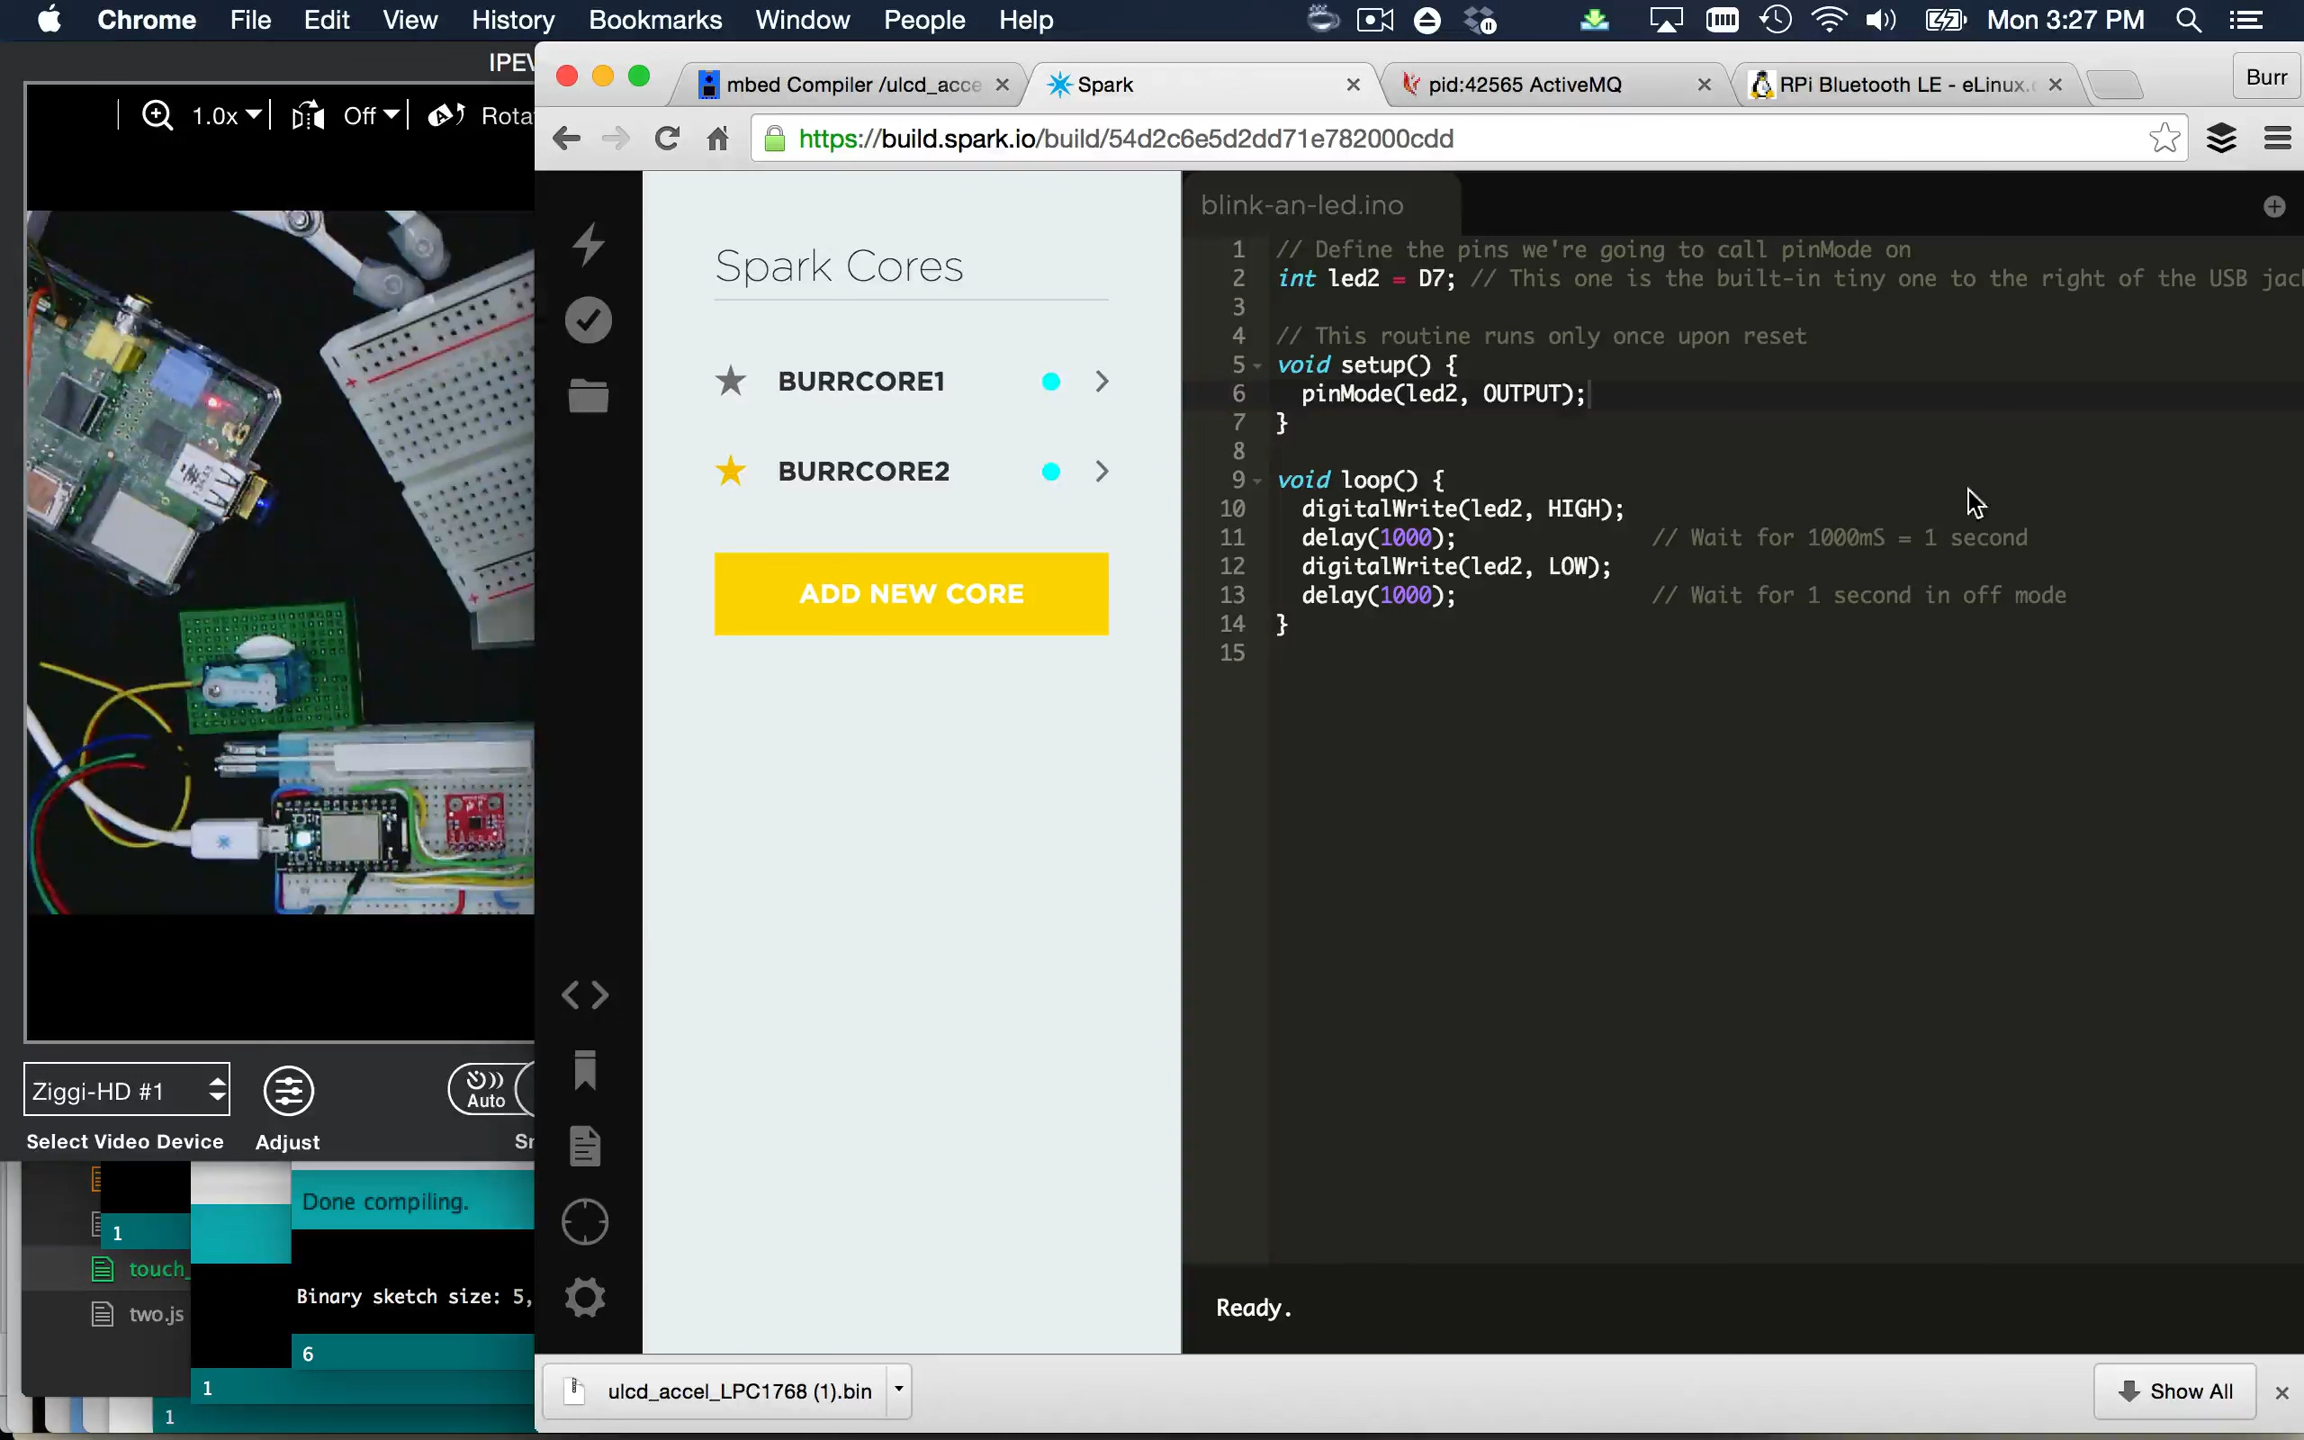 Chrome File Edit View History Bookmarks Window People Help Mon 3:27 PM
IPEV
1.0x Off Rota
mbed Compiler /ulcd_acce Spark pid:42565 ActiveMQ RPi Bluetooth LE - eLinux. Burr
https://build.spark.io/build/54d2c6e5d2dd71e782000cdd
Spark Cores
BURRCORE1
BURRCORE2
ADD NEW CORE
blink-an-led.ino
1 // Define the pins we're going to call pinMode on
2 int led2 = D7; // This one is the built-in tiny one to the right of the USB jac
3
4 // This routine runs only once upon reset
5 void setup() {
6 pinMode(led2, OUTPUT);
7 }
8
9 void loop() {
10 digitalWrite(led2, HIGH);
11 delay(1000); // Wait for 1000mS = 1 second
12 digitalWrite(led2, LOW);
13 delay(1000); // Wait for 1 second in off mode
14 }
15
Ready.
Ziggi-HD #1
Auto
Select Video Device Adjust Sn
Done compiling.
1
touch_
Binary sketch size: 5,
two.js
6
1
1
ulcd_accel_LPC1768 (1).bin
Show All